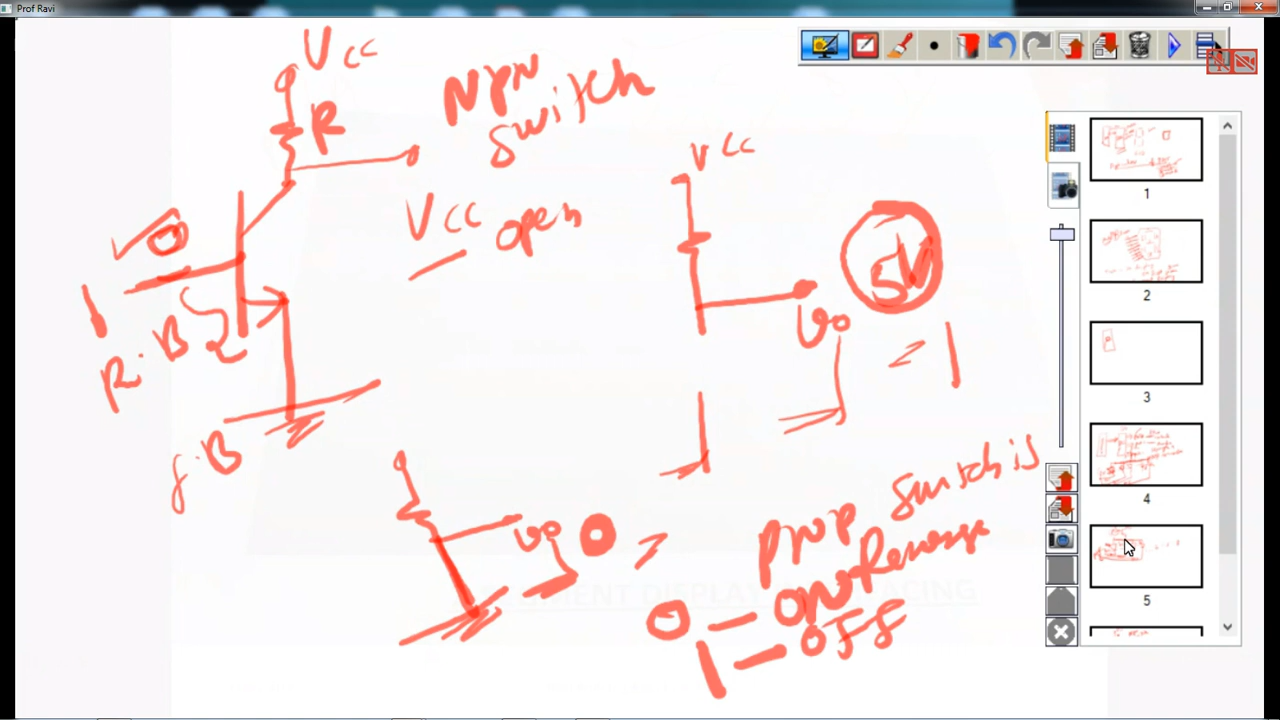 Prof Ravi
Vcc
R
NPN
switch
Vcc open
0
1
R.B
f.B
Vcc
5V
Vo
= 1
Vo 0 =
PNP switch is
Reverse
0 - ON
1 - OFF
1
2
3
4
5